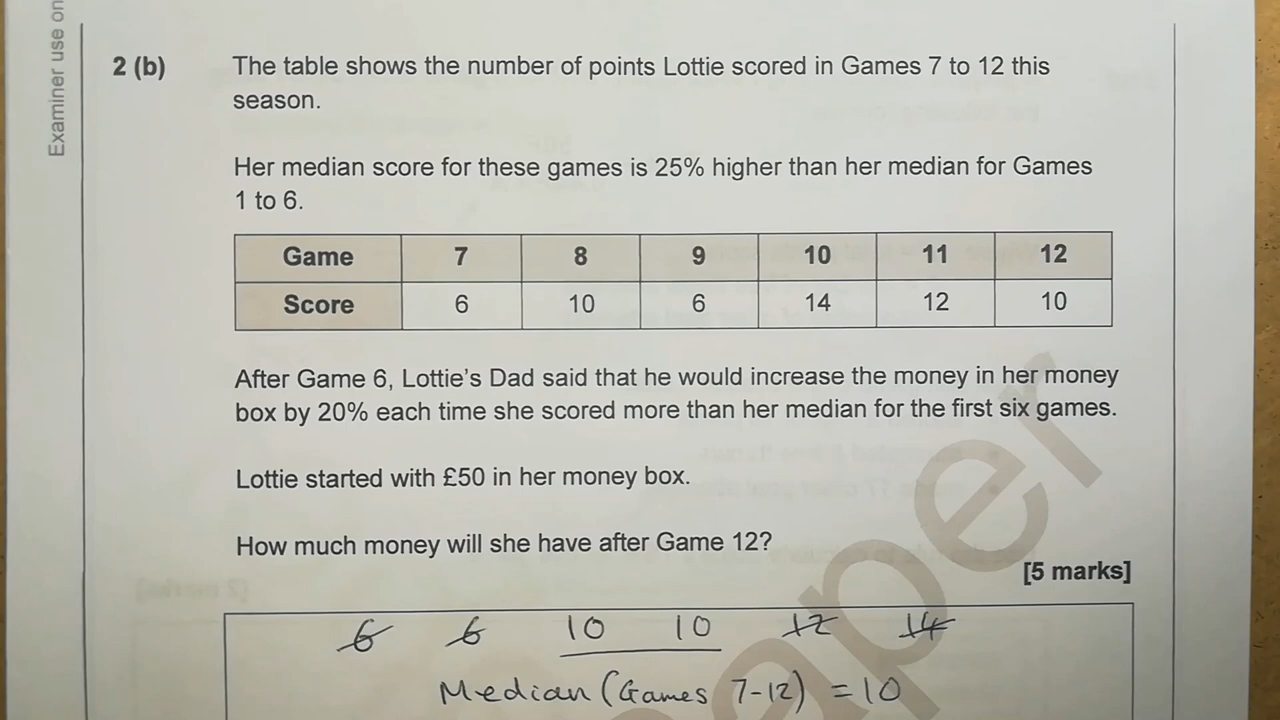 Examiner use on
2 (b) The table shows the number of points Lottie scored in Games 7 to 12 this
season.
Her median score for these games is 25% higher than her median for Games
1 to 6.
Game 7 8 9 10 11 12
Score 6 10 6 14 12 10
After Game 6, Lottie's Dad said that he would increase the money in her money
box by 20% each time she scored more than her median for the first six games.
Lottie started with £50 in her money box.
How much money will she have after Game 12?
[5 marks]
6 6 10 10 12 14
Median (Games 7-12) = 10